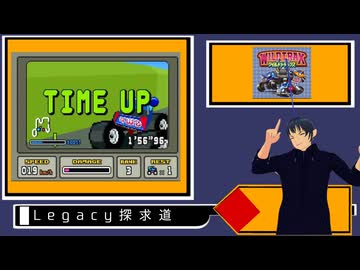 TIME UP
1'56"96
SPEED
DAMAGE
RANK
REST
019 km/h
3
1
WILDTRAX
Legacy探求道